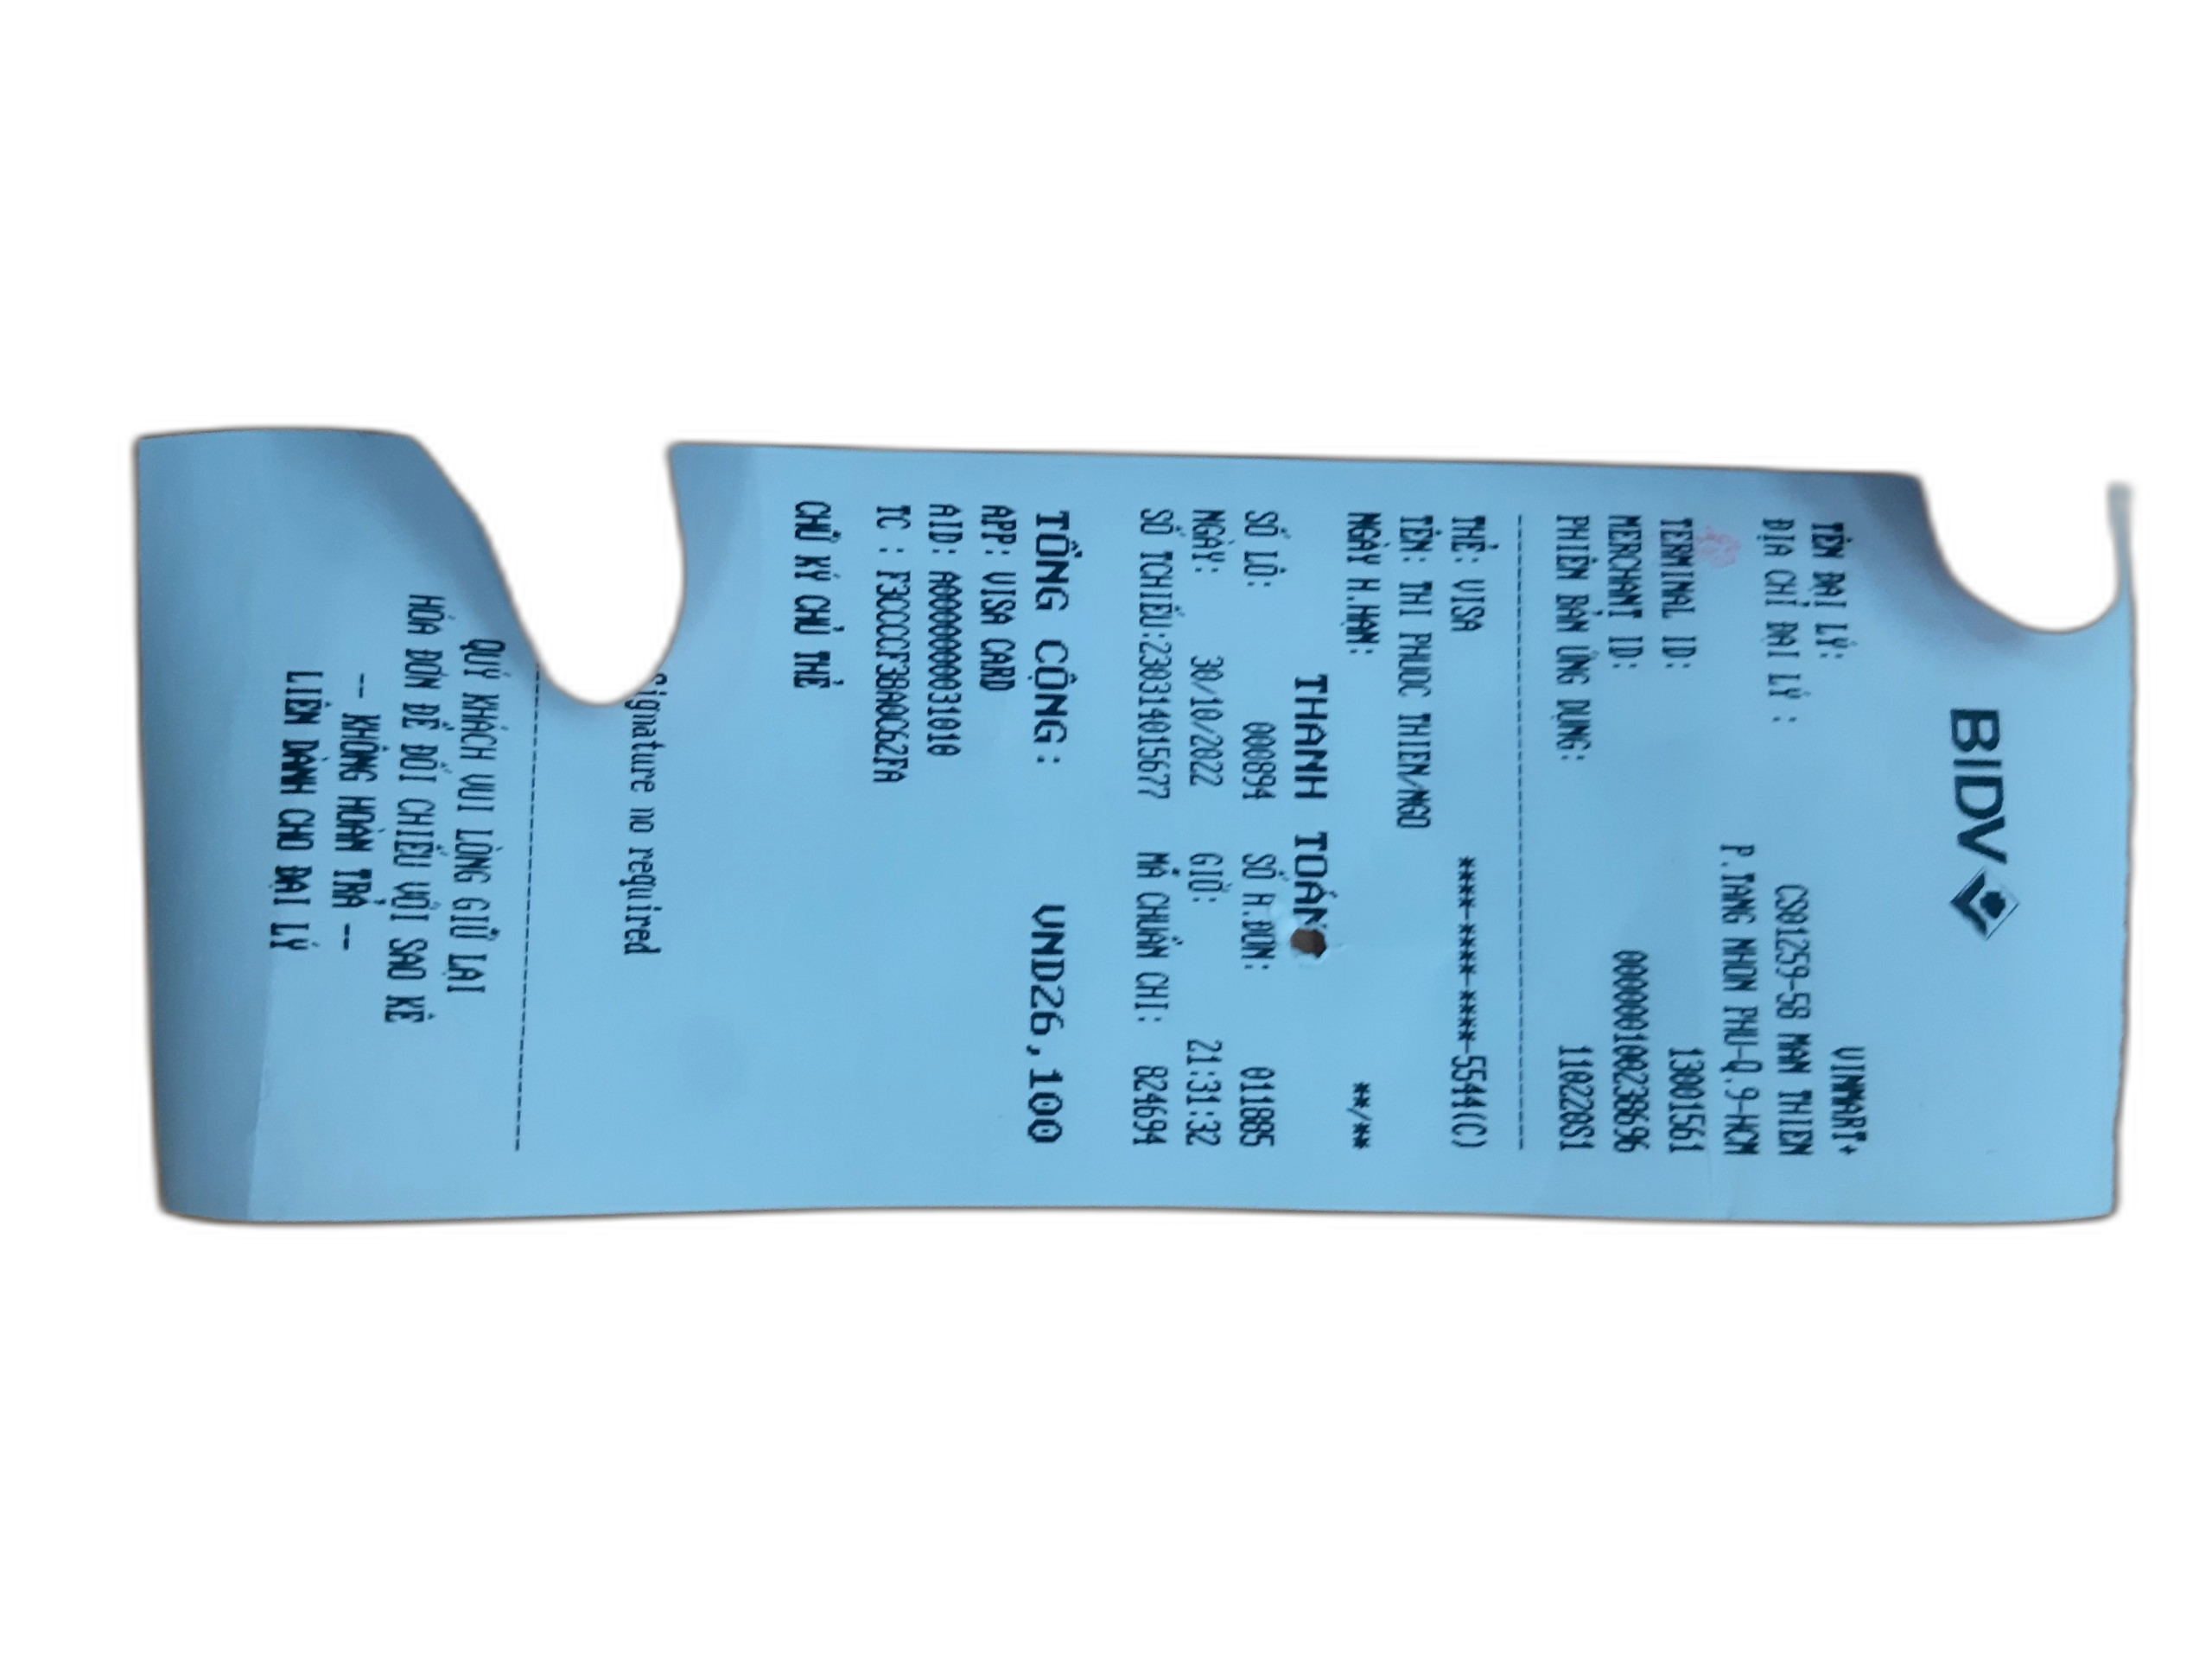 BIDV
TÊN ĐẠI LÝ: VINMART+
ĐỊA CHỈ ĐẠI LÝ : CS01259-58 MAN THIEN
P.TANG NHON PHU-Q.9-HCM
TERMINAL ID: 13001561
MERCHANT ID: 000000100238696
PHIÊN BẢN ỨNG DỤNG: 110220S1
THẺ: VISA ****-****-****-5544(C)
TÊN: THI PHUOC THIEN/NGO
NGÀY H.HẠN: **/**
THANH TOÁN
SỐ LÔ: 000894 SỐ H.ĐƠN: 011885
NGÀY: 30/10/2022 GIỜ: 21:31:32
SỐ TCHIẾU:230314015677 MÃ CHUẨN CHI: 824694
TỔNG CỘNG: VND26,100
APP: VISA CARD
AID: A0000000031010
TC : F3CCCCF3BA0C62FA
CHỮ KÝ CHỦ THẺ
Signature no required
QUÝ KHÁCH VUI LÒNG GIỮ LẠI
HÓA ĐƠN ĐỂ ĐỐI CHIẾU VỚI SAO KÊ
-- KHÔNG HOÀN TRẢ --
LIÊN DÀNH CHO ĐẠI LÝ